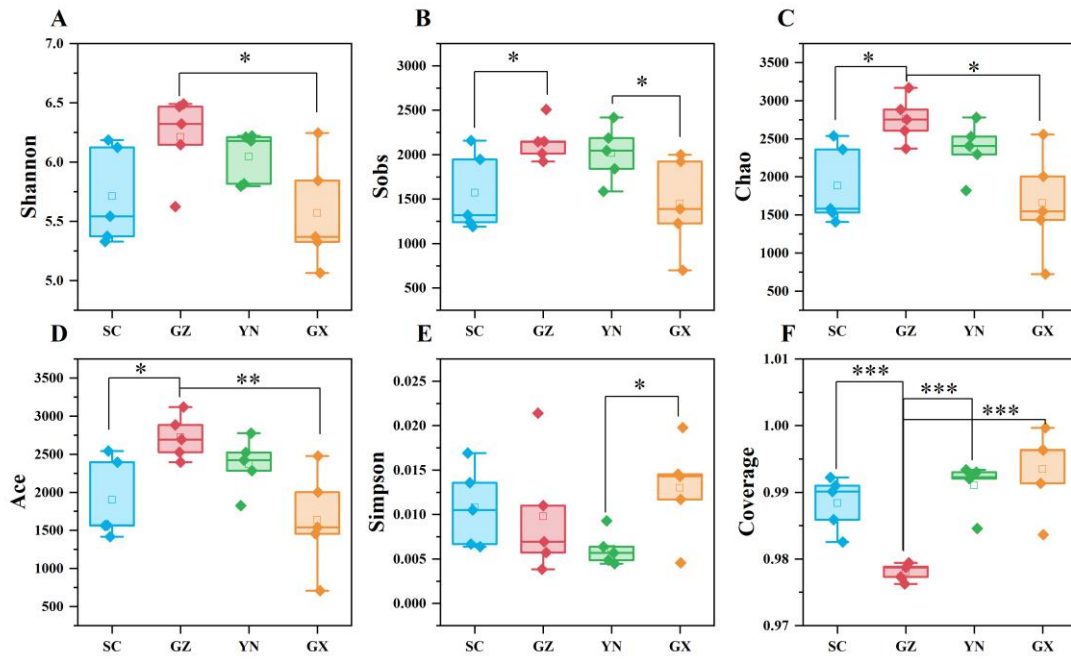 A
Shannon
7.0
6.5
6.0
5.5
5.0
*
SC GZ YN GX
B
Sobs
3000
2500
2000
1500
1000
500
* *
SC GZ YN GX
C
Chao
3500
3000
2500
2000
1500
1000
500
* *
SC GZ YN GX
D
Ace
3500
3000
2500
2000
1500
1000
500
* **
SC GZ YN GX
E
Simpson
0.025
0.020
0.015
0.010
0.005
0.000
*
SC GZ YN GX
F
Coverage
1.01
1.00
0.99
0.98
0.97
*** *** ***
SC GZ YN GX